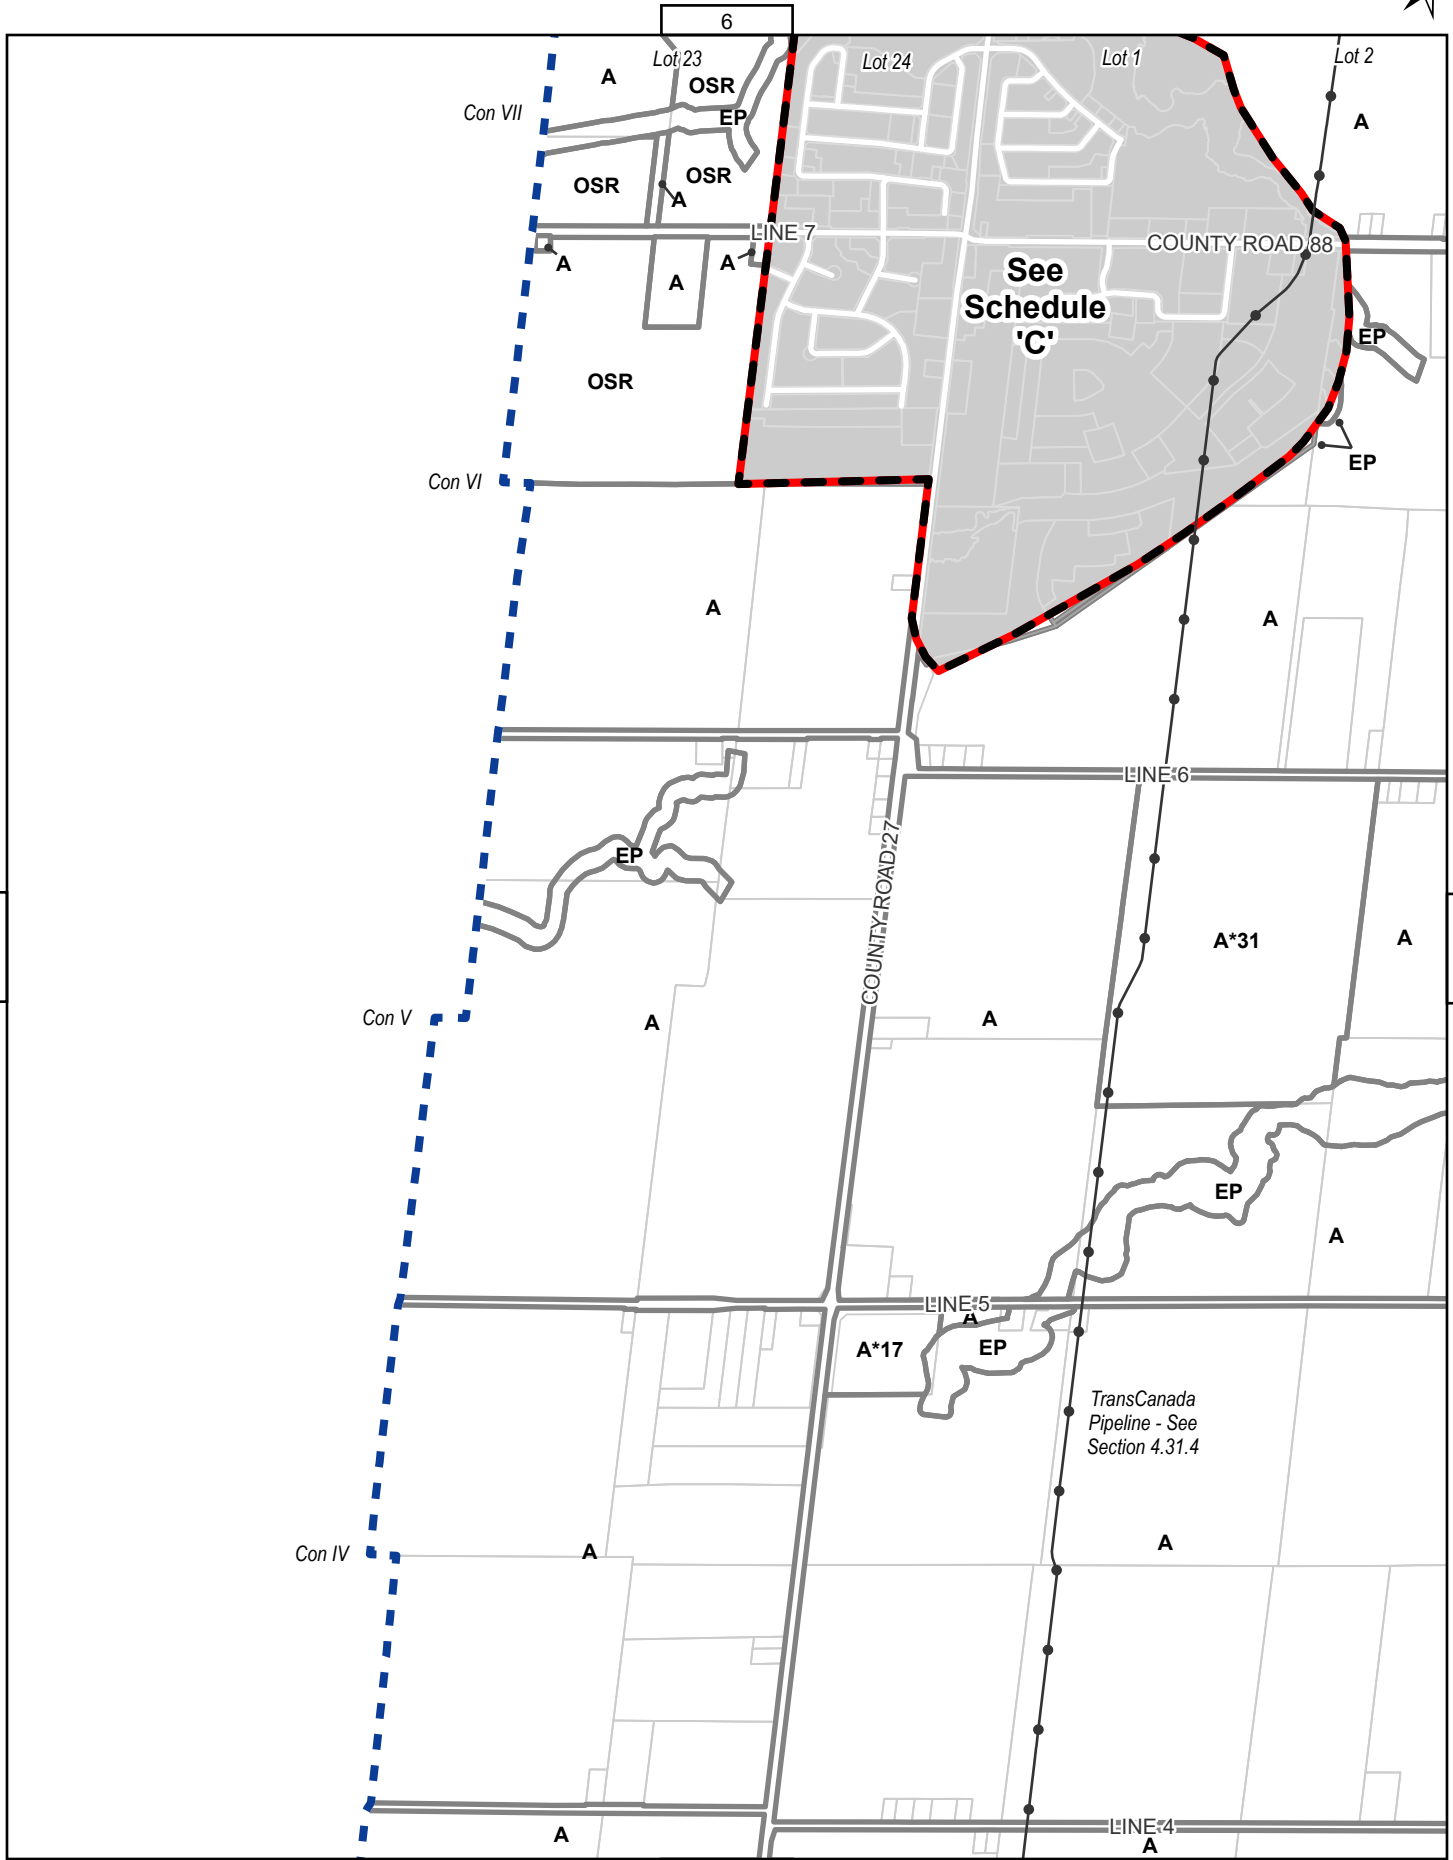 6
Lot 23
Lot 24
Lot 1
Lot 2
A
OSR
Con VII
EP
A
OSR
OSR
A
LINE 7
COUNTY ROAD 88
A
A
A
See
Schedule
'C'
EP
OSR
EP
Con VI
A
A
LINE 6
EP
COUNTY ROAD 27
A*31
A
Con V
A
A
EP
A
LINE 5
A
A*17
EP
TransCanada
Pipeline - See
Section 4.31.4
A
Con IV
A
LINE 4
A
A